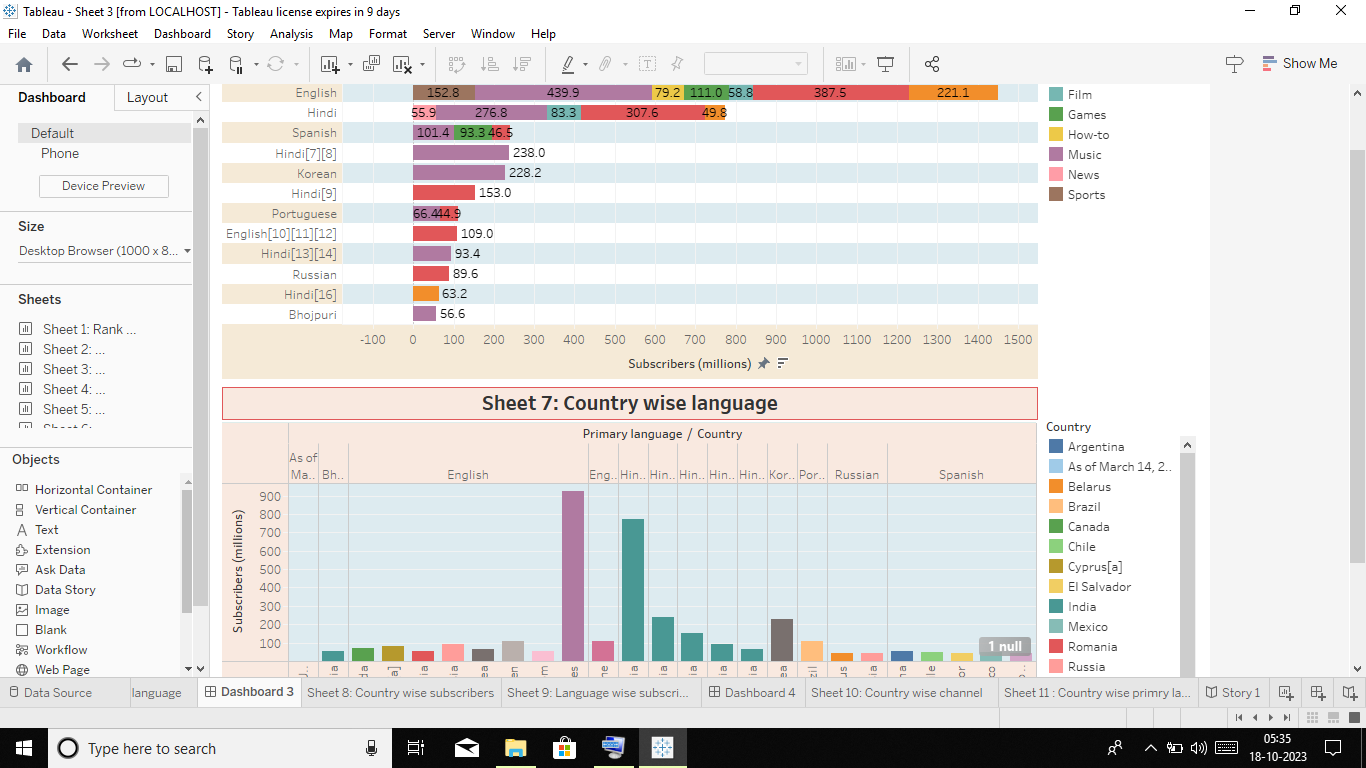 Tableau - Sheet 3 [from LOCALHOST] - Tableau license expires in 9 days
File Data Worksheet Dashboard Story Analysis Map Format Server Window Help
Show Me
Dashboard Layout
Default
Phone
Device Preview
Size
Desktop Browser (1000 x 8...
Sheets
Sheet 1: Rank ...
Sheet 2: ...
Sheet 3: ...
Sheet 4: ...
Sheet 5: ...
Objects
Horizontal Container
Vertical Container
Text
Extension
Ask Data
Data Story
Image
Blank
Workflow
Web Page
English 152.8 439.9 79.2 111.0 58.8 387.5 221.1
Hindi 55.9 276.8 83.3 307.6 49.8
Spanish 101.4 93.3 46.5
Hindi[7][8] 238.0
Korean 228.2
Hindi[9] 153.0
Portuguese 66.4 44.9
English[10][11][12] 109.0
Hindi[13][14] 93.4
Russian 89.6
Hindi[16] 63.2
Bhojpuri 56.6
-100 0 100 200 300 400 500 600 700 800 900 1000 1100 1200 1300 1400 1500
Subscribers (millions)
Film
Games
How-to
Music
News
Sports
Sheet 7: Country wise language
Primary language / Country
As of
Ma.. Bh.. English Eng.. Hin.. Hin.. Hin.. Hin.. Hin.. Kor.. Por.. Russian Spanish
Subscribers (millions)
900
800
700
600
500
400
300
200
100
1 null
Country
Argentina
As of March 14, 2..
Belarus
Brazil
Canada
Chile
Cyprus[a]
El Salvador
India
Mexico
Romania
Russia
Data Source language Dashboard 3 Sheet 8: Country wise subscribers Sheet 9: Language wise subscri... Dashboard 4 Sheet 10: Country wise channel Sheet 11 : Country wise primry la... Story 1
Type here to search
05:35
18-10-2023